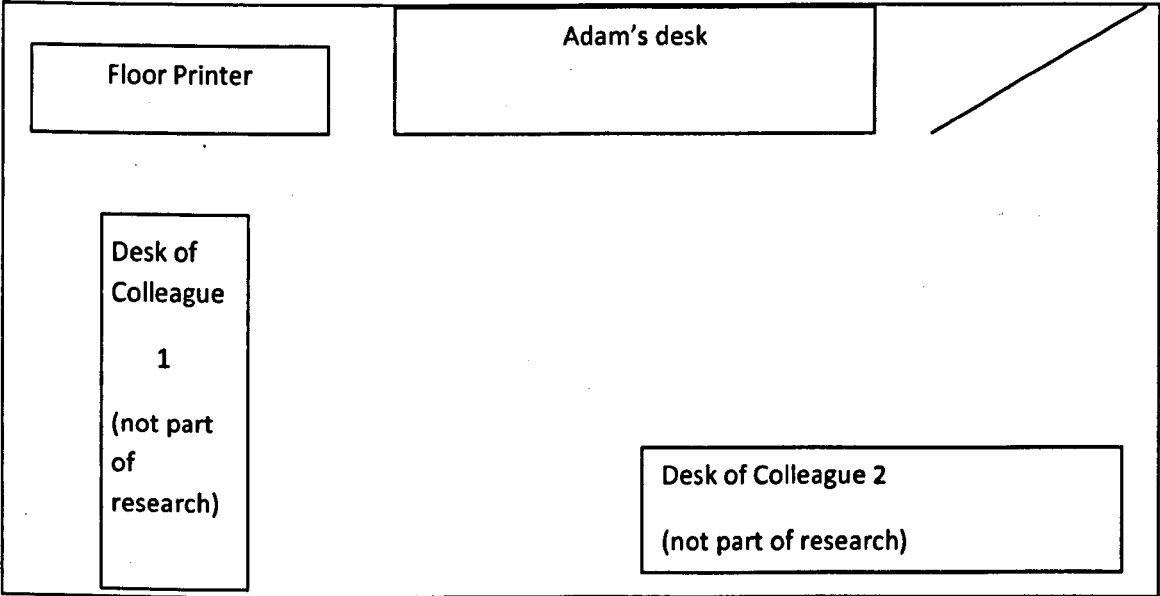 Floor Printer
Adam's desk
Desk of
Colleague
1
(not part
of
research)
Desk of Colleague 2
(not part of research)